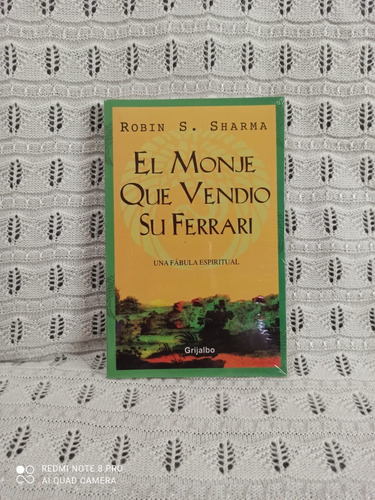 ROBIN S. SHARMA
EL MONJE
QUE VENDIO
SU FERRARI
UNA FÁBULA ESPIRITUAL
Grijalbo
REDMI NOTE 8 PRO
AI QUAD CAMERA